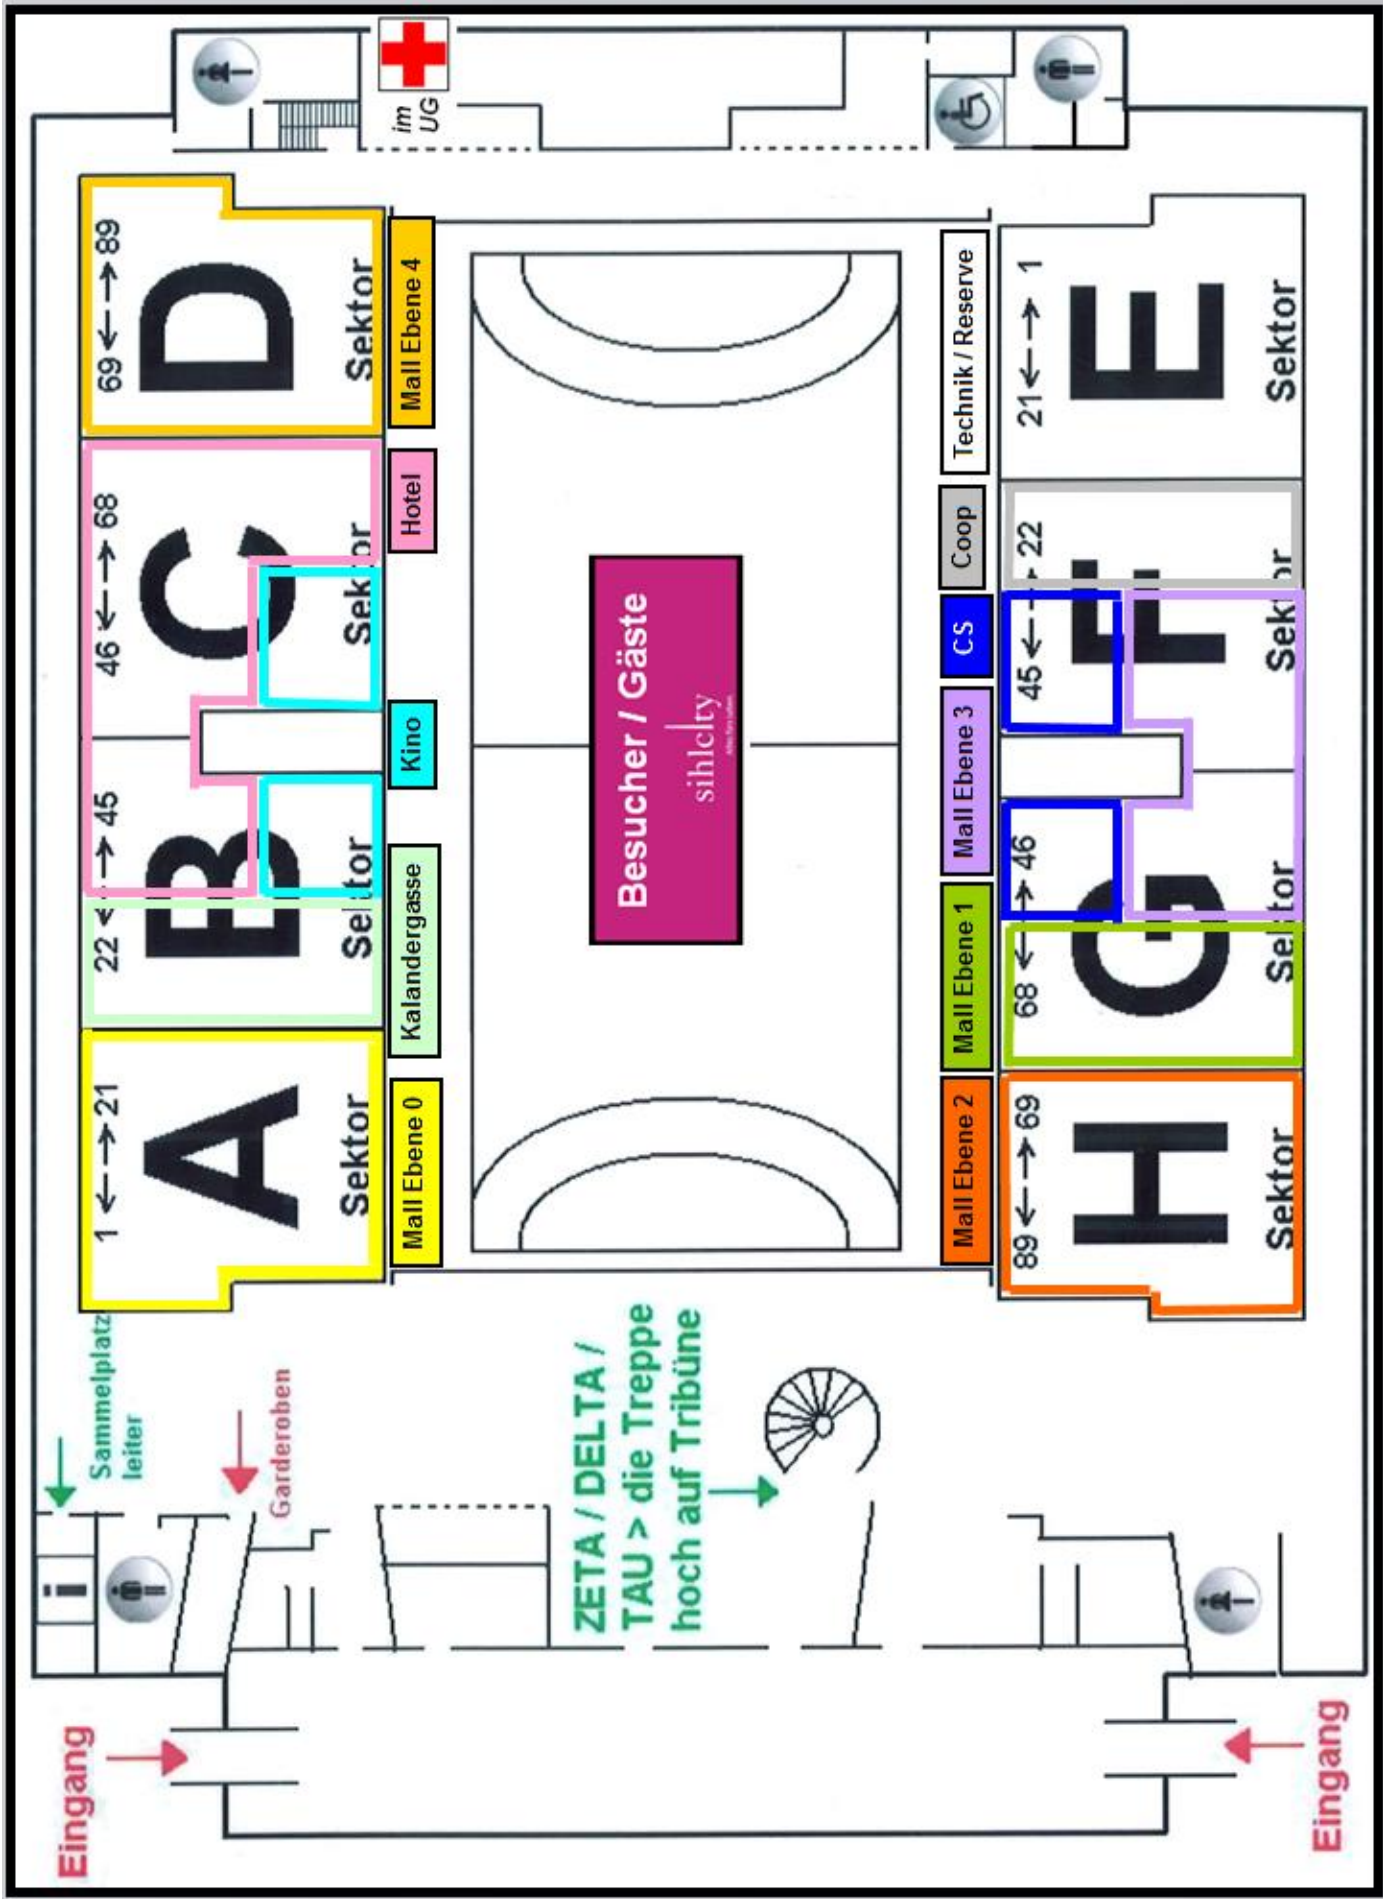 Eingang
Sammelplatz
leiter
i
Garderoben
1 ←--→ 21
A
Sektor
Mall Ebene 0
22 ←--→ 45
B
Sektor
Kalandergasse
Kino
46 ←--→ 68
C
Sektor
Hotel
69 ←--→ 89
D
Sektor
Mall Ebene 4
im
UG
ZETA / DELTA /
TAU > die Treppe
hoch auf Tribüne
Besucher / Gäste
sihlcity
Mall Ebene 2
89 ←--→ 69
H
Sektor
Mall Ebene 1
68 ←--→ 46
G
Sektor
Mall Ebene 3
CS
Coop
45 ←--→ 22
F
Sektor
Technik / Reserve
21 ←--→ 1
E
Sektor
Eingang